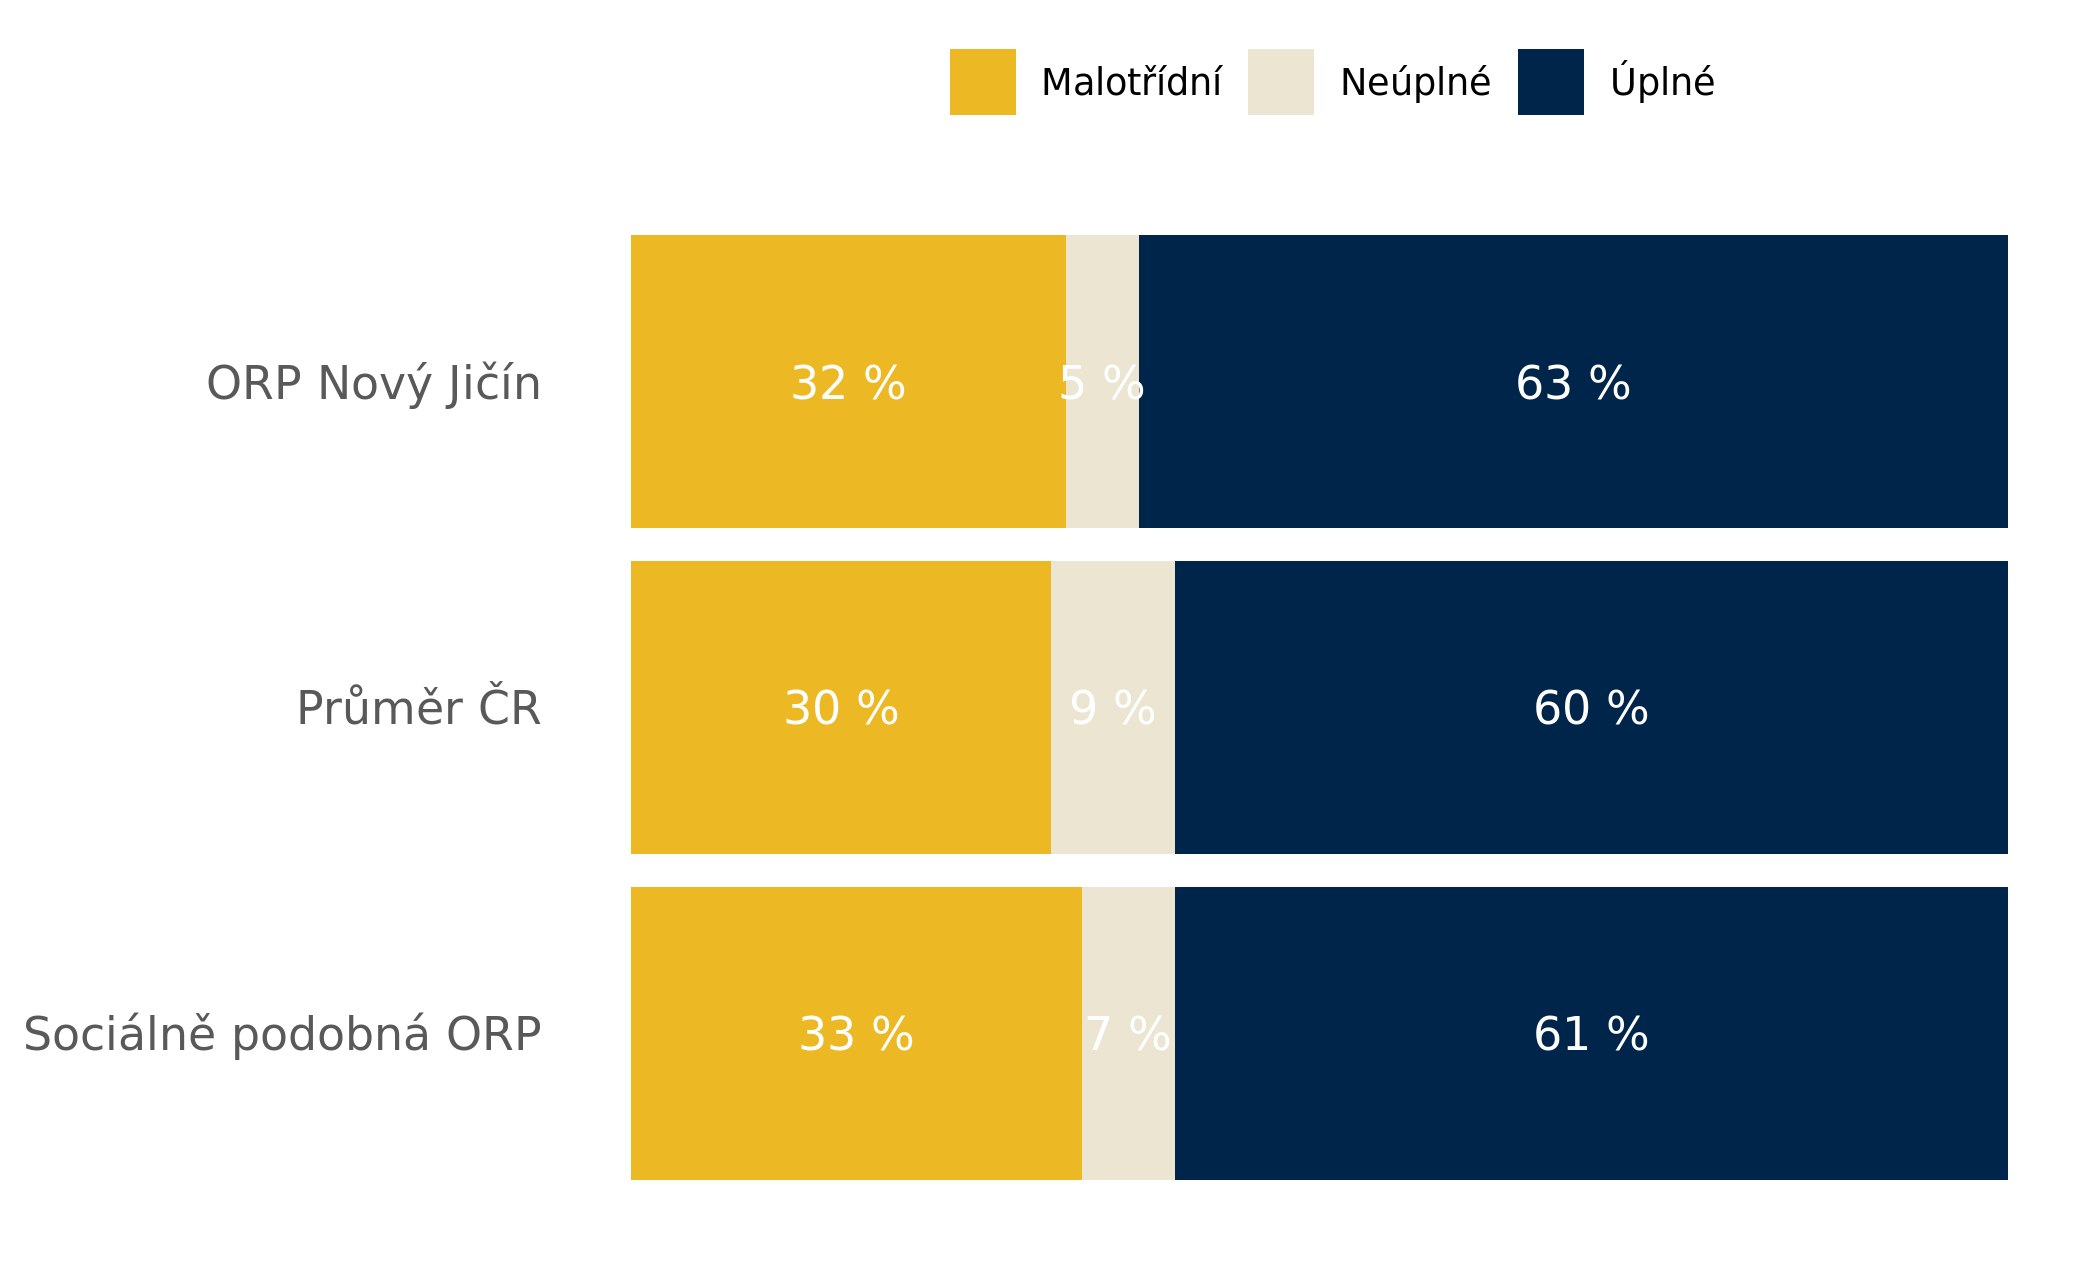 Malotřídní Neúplné Úplné
ORP Nový Jičín 32 % 5 % 63 %
Průměr ČR 30 % 9 % 60 %
Sociálně podobná ORP 33 % 7 % 61 %